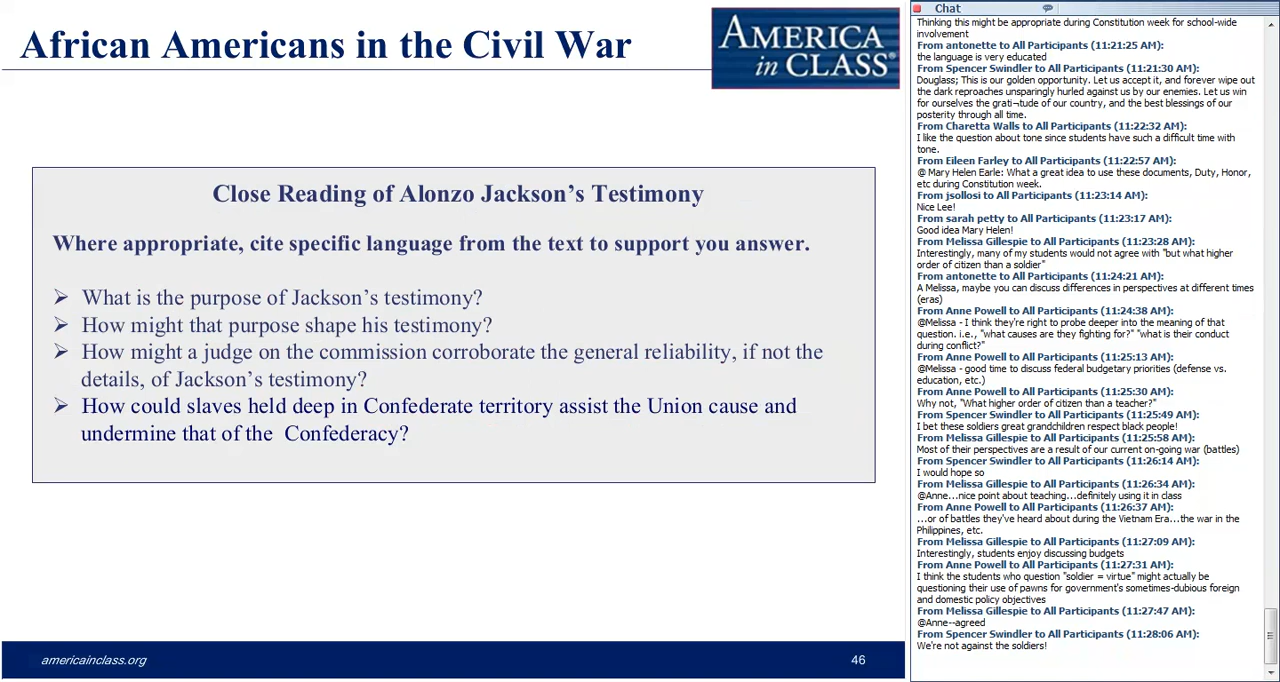 African Americans in the Civil War
AMERICA
in CLASS®
Close Reading of Alonzo Jackson’s Testimony
Where appropriate, cite specific language from the text to support you answer.
➢ What is the purpose of Jackson’s testimony?
➢ How might that purpose shape his testimony?
➢ How might a judge on the commission corroborate the general reliability, if not the
details, of Jackson’s testimony?
➢ How could slaves held deep in Confederate territory assist the Union cause and
undermine that of the Confederacy?
americainclass.org
46
Chat
Thinking this might be appropriate during Constitution week for school-wide
involvement
From antonette to All Participants (11:21:25 AM):
the language is very educated
From Spencer Swindler to All Participants (11:21:30 AM):
Douglass; This is our golden opportunity. Let us accept it, and forever wipe out
the dark reproaches unsparingly hurled against us by our enemies. Let us win
for ourselves the grati¬tude of our country, and the best blessings of our
posterity through all time.
From Charetta Walls to All Participants (11:22:32 AM):
I like the question about tone since students have such a difficult time with
tone.
From Eileen Farley to All Participants (11:22:57 AM):
@ Mary Helen Earle: What a great idea to use these documents, Duty, Honor,
etc during Constitution week.
From jsollosi to All Participants (11:23:14 AM):
Nice Lee!
From sarah petty to All Participants (11:23:17 AM):
Good idea Mary Helen!
From Melissa Gillespie to All Participants (11:23:28 AM):
Interestingly, many of my students would not agree with "but what higher
order of citizen than a soldier"
From antonette to All Participants (11:24:21 AM):
A Melissa, maybe you can discuss differences in perspectives at different times
(eras)
From Anne Powell to All Participants (11:24:38 AM):
@Melissa - I think they're right to probe deeper into the meaning of that
question. i.e., "what causes are they fighting for?" "what is their conduct
during conflict?"
From Anne Powell to All Participants (11:25:13 AM):
@Melissa - good time to discuss federal budgetary priorities (defense vs.
education, etc.)
From Anne Powell to All Participants (11:25:30 AM):
Why not, "What higher order of citizen than a teacher?"
From Spencer Swindler to All Participants (11:25:49 AM):
I bet these soldiers great grandchildren respect black people!
From Melissa Gillespie to All Participants (11:25:58 AM):
Most of their perspectives are a result of our current on-going war (battles)
From Spencer Swindler to All Participants (11:26:14 AM):
I would hope so
From Melissa Gillespie to All Participants (11:26:34 AM):
@Anne...nice point about teaching...definitely using it in class
From Anne Powell to All Participants (11:26:37 AM):
...or of battles they've heard about during the Vietnam Era...the war in the
Philippines, etc.
From Melissa Gillespie to All Participants (11:27:09 AM):
Interestingly, students enjoy discussing budgets
From Anne Powell to All Participants (11:27:31 AM):
I think the students who question "soldier = virtue" might actually be
questioning their use of pawns for government's sometimes-dubious foreign
and domestic policy objectives
From Melissa Gillespie to All Participants (11:27:47 AM):
@Anne--agreed
From Spencer Swindler to All Participants (11:28:06 AM):
We're not against the soldiers!